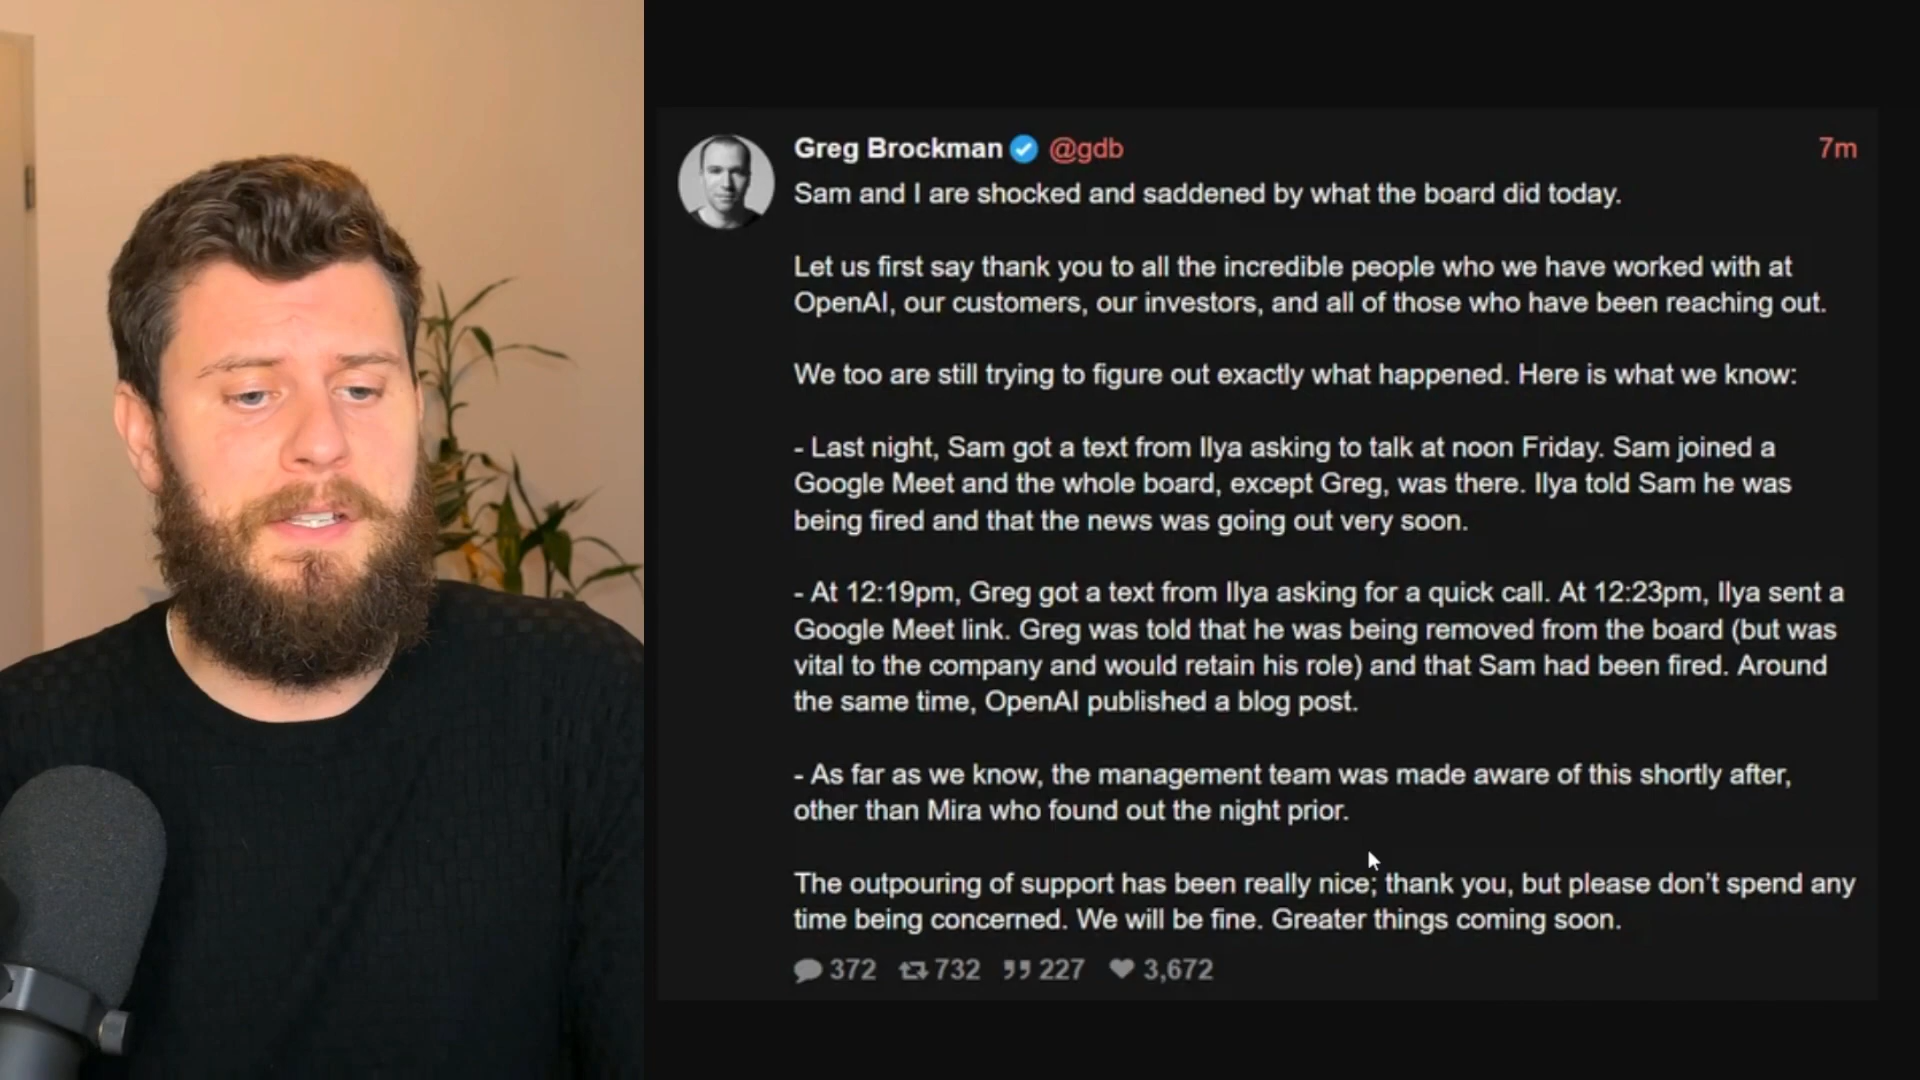 Greg Brockman @gdb 7m
Sam and I are shocked and saddened by what the board did today.
Let us first say thank you to all the incredible people who we have worked with at
OpenAI, our customers, our investors, and all of those who have been reaching out.
We too are still trying to figure out exactly what happened. Here is what we know:
- Last night, Sam got a text from Ilya asking to talk at noon Friday. Sam joined a
Google Meet and the whole board, except Greg, was there. Ilya told Sam he was
being fired and that the news was going out very soon.
- At 12:19pm, Greg got a text from Ilya asking for a quick call. At 12:23pm, Ilya sent a
Google Meet link. Greg was told that he was being removed from the board (but was
vital to the company and would retain his role) and that Sam had been fired. Around
the same time, OpenAI published a blog post.
- As far as we know, the management team was made aware of this shortly after,
other than Mira who found out the night prior.
The outpouring of support has been really nice; thank you, but please don’t spend any
time being concerned. We will be fine. Greater things coming soon.
372 732 227 3,672